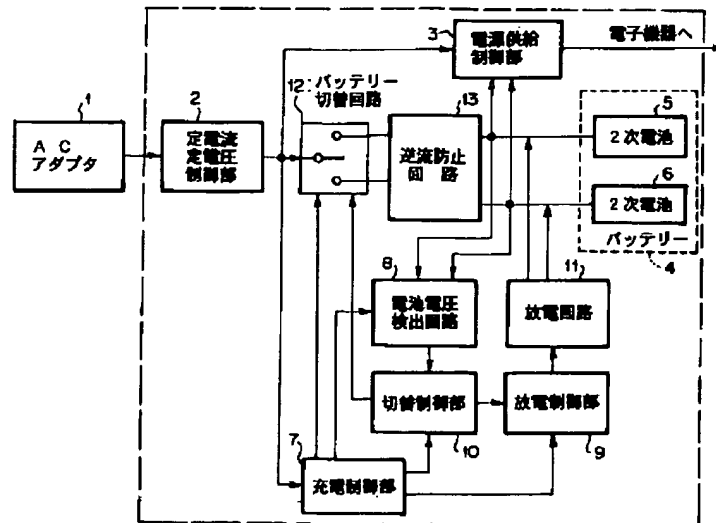 3
電源供給
制御部
電子機器へ
12:バッテリー
切替回路
13
1
AC
アダプタ
2
定電流
定電圧
制御部
逆流防止
回路
5
2次電池
6
2次電池
バッテリー
4
8
電池電圧
検出回路
11
放電回路
切替制御部
10
放電制御部
9
7
充電制御部